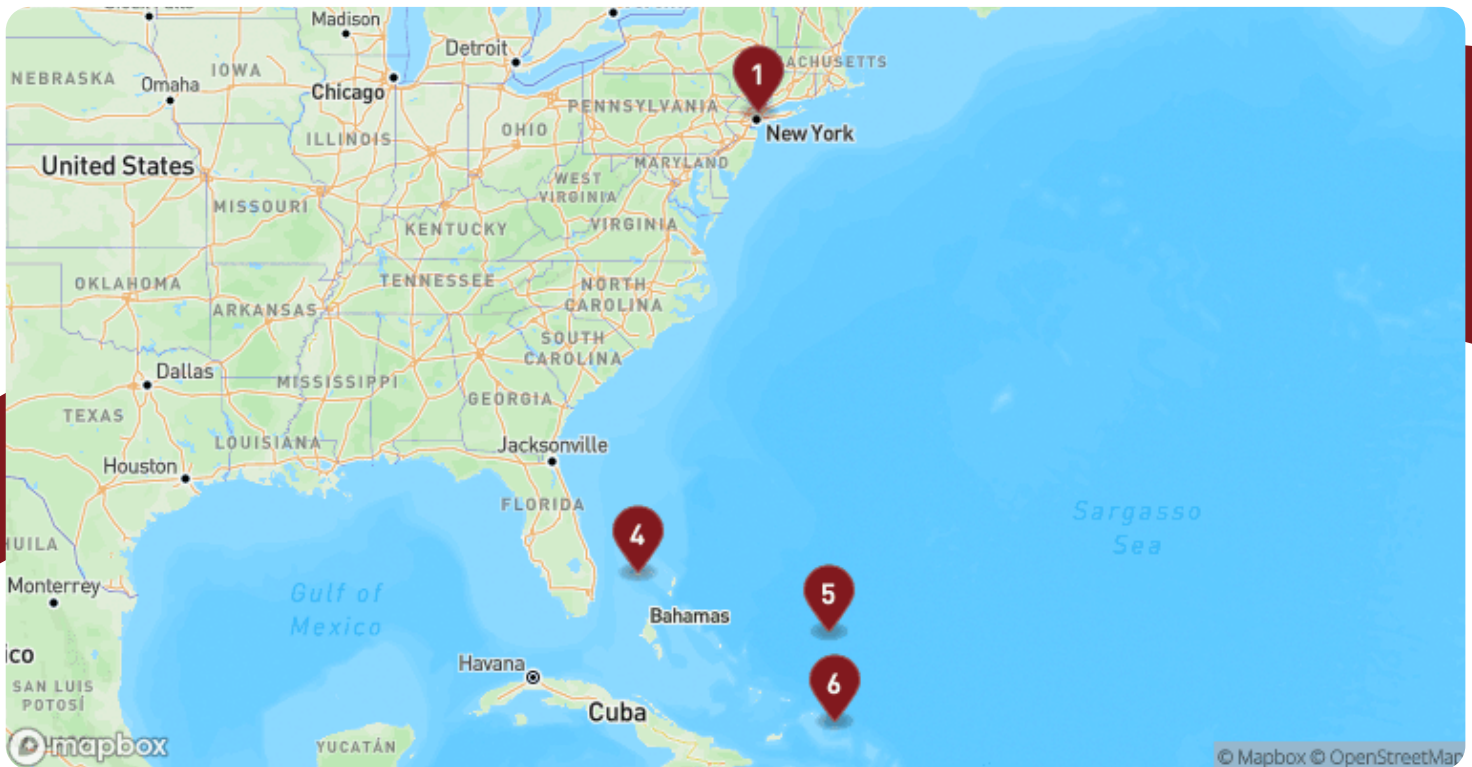 Madison
Detroit
ACHUSETTS
NEBRASKA
IOWA
Omaha
Chicago
1
PENNSYLVANIA
New York
OHIO
ILLINOIS
United States
MARYLAND
WEST
VIRGINIA
MISSOURI
KENTUCKY
VIRGINIA
OKLAHOMA
TENNESSEE
NORTH
CAROLINA
ARKANSAS
SOUTH
CAROLINA
Dallas
MISSISSIPPI
GEORGIA
TEXAS
LOUISIANA
Jacksonville
Houston
FLORIDA
Sargasso
Sea
4
HUILA
Monterrey
Gulf of
Mexico
5
Bahamas
ico
Havana
6
SAN LUIS
POTOSÍ
Cuba
YUCATÁN
mapbox
© Mapbox © OpenStreetMap